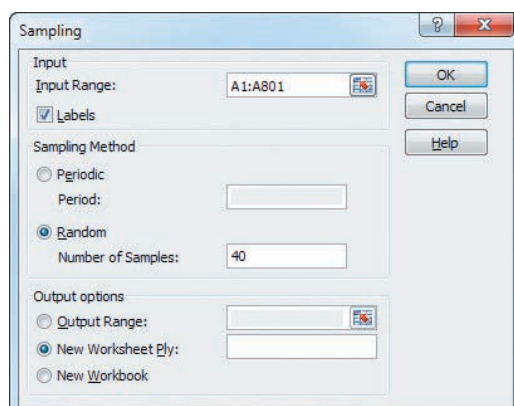 Sampling
Input
Input Range:
A1:A801
Labels
OK
Cancel
Help
Sampling Method
Periodic
Period:
Random
Number of Samples:
40
Output options
Output Range:
New Worksheet Ply:
New Workbook